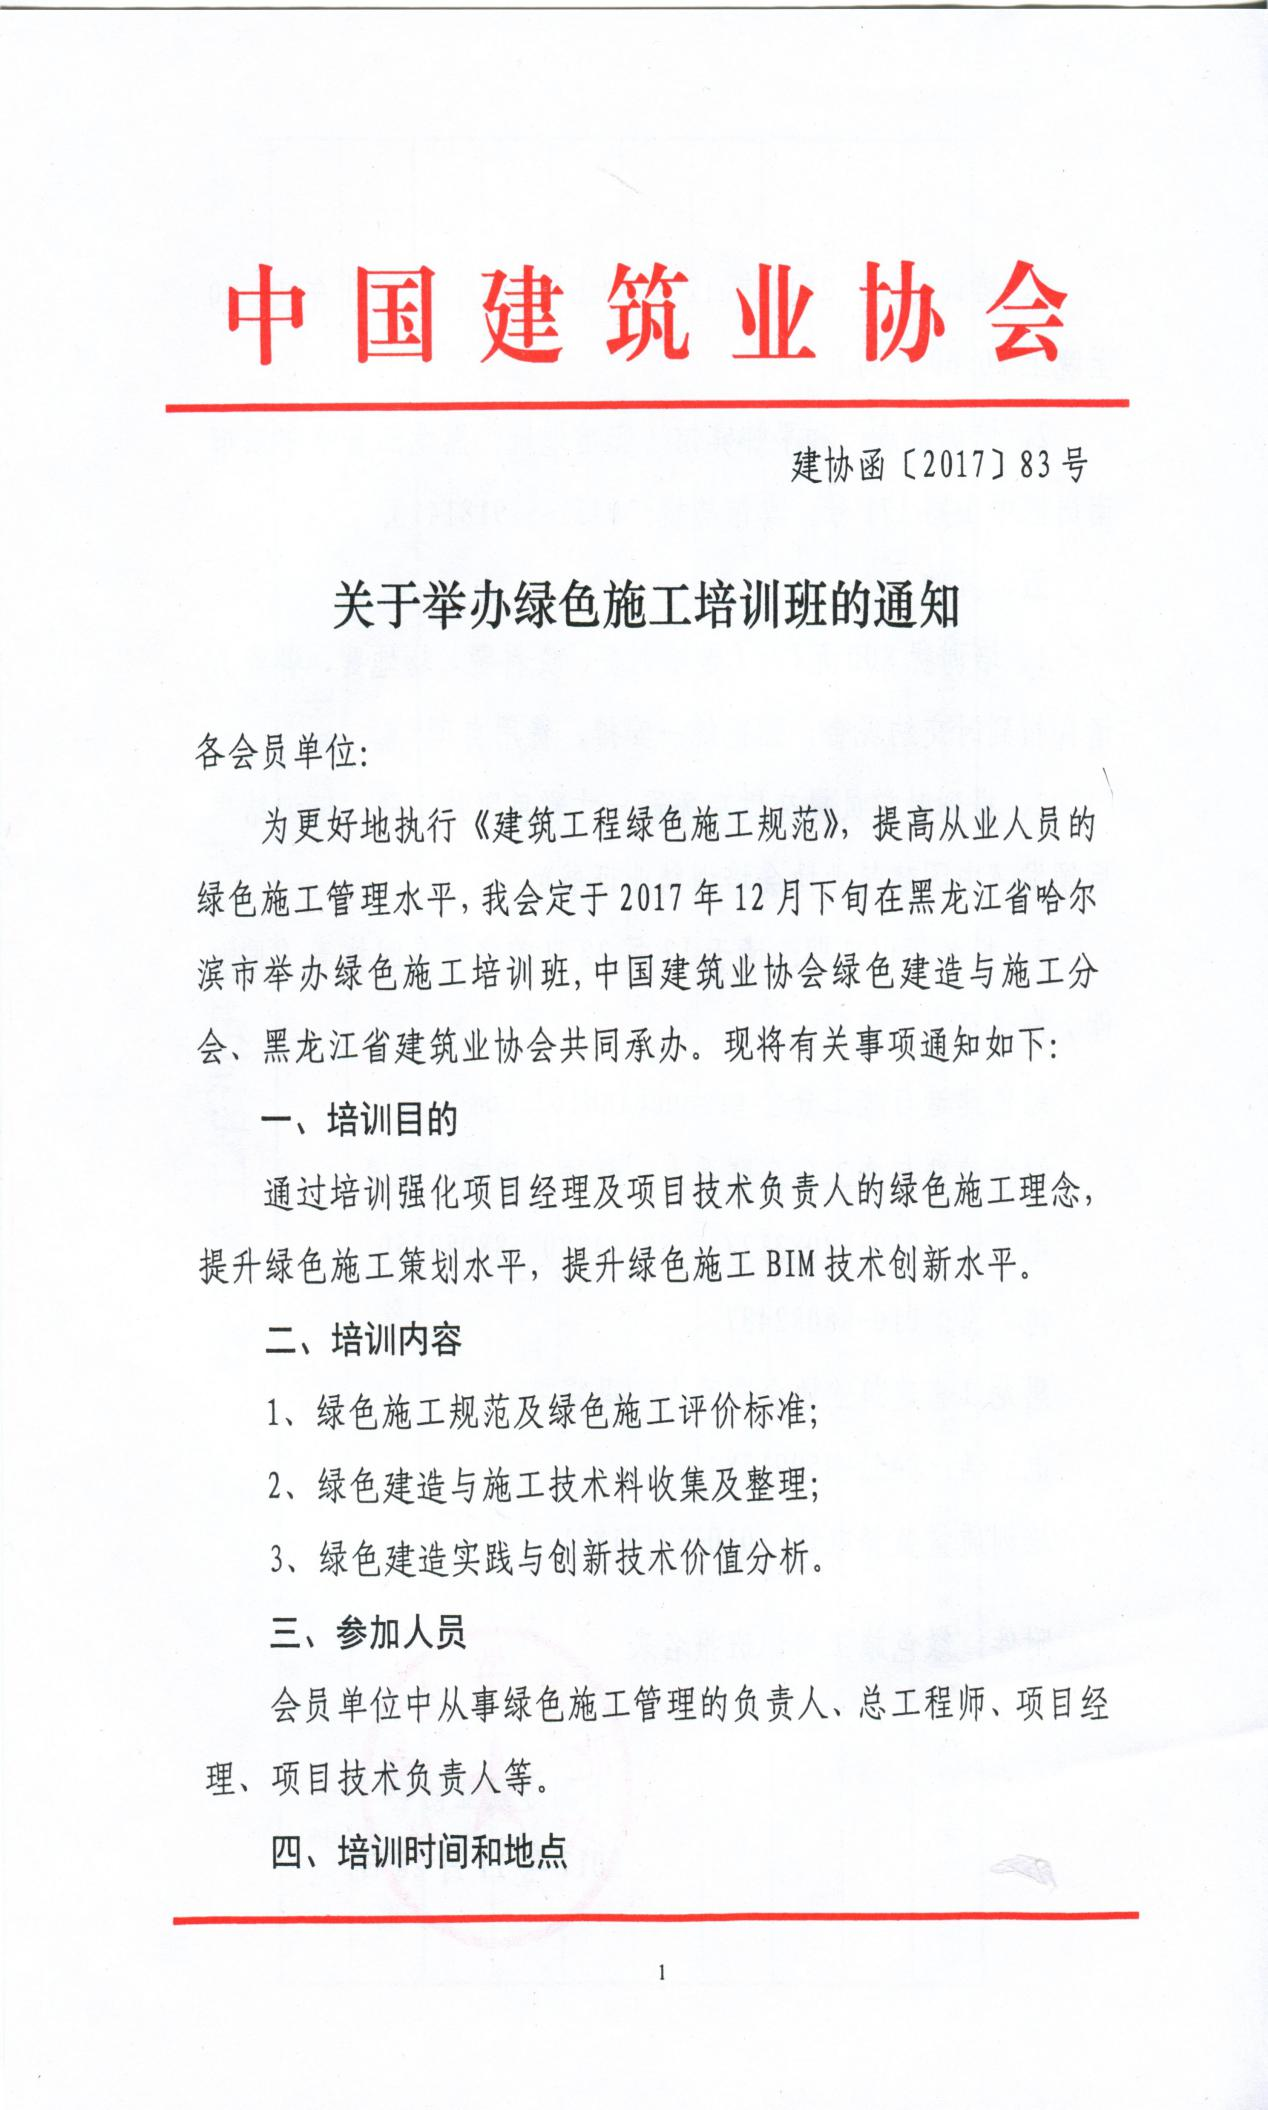 中国建筑业协会
建协函〔2017〕83号
关于举办绿色施工培训班的通知
各会员单位:
为更好地执行《建筑工程绿色施工规范》,提高从业人员的
绿色施工管理水平,我会定于2017年12月下旬在黑龙江省哈尔
滨市举办绿色施工培训班,中国建筑业协会绿色建造与施工分
会、黑龙江省建筑业协会共同承办。现将有关事项通知如下:
一、培训目的
通过培训强化项目经理及项目技术负责人的绿色施工理念,
提升绿色施工策划水平,提升绿色施工BIM技术创新水平。
二、培训内容
1、绿色施工规范及绿色施工评价标准;
2、绿色建造与施工技术料收集及整理;
3、绿色建造实践与创新技术价值分析。
三、参加人员
会员单位中从事绿色施工管理的负责人、总工程师、项目经
理、项目技术负责人等。
四、培训时间和地点
1